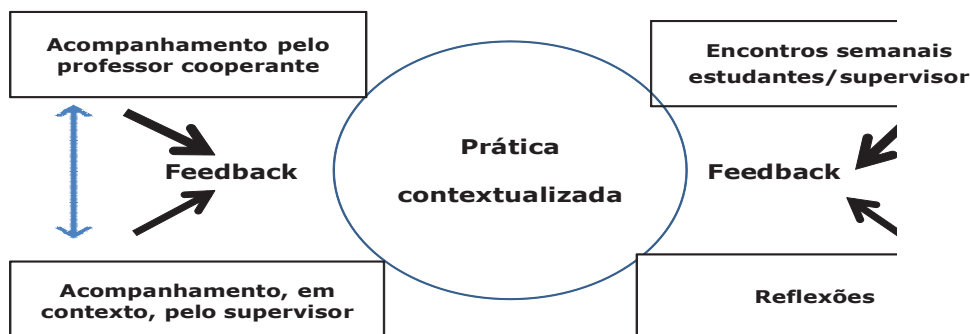 Acompanhamento pelo
professor cooperante
Encontros semanais
estudantes/supervisor
Feedback
Prática
contextualizada
Feedback
Acompanhamento, em
contexto, pelo supervisor
Reflexões